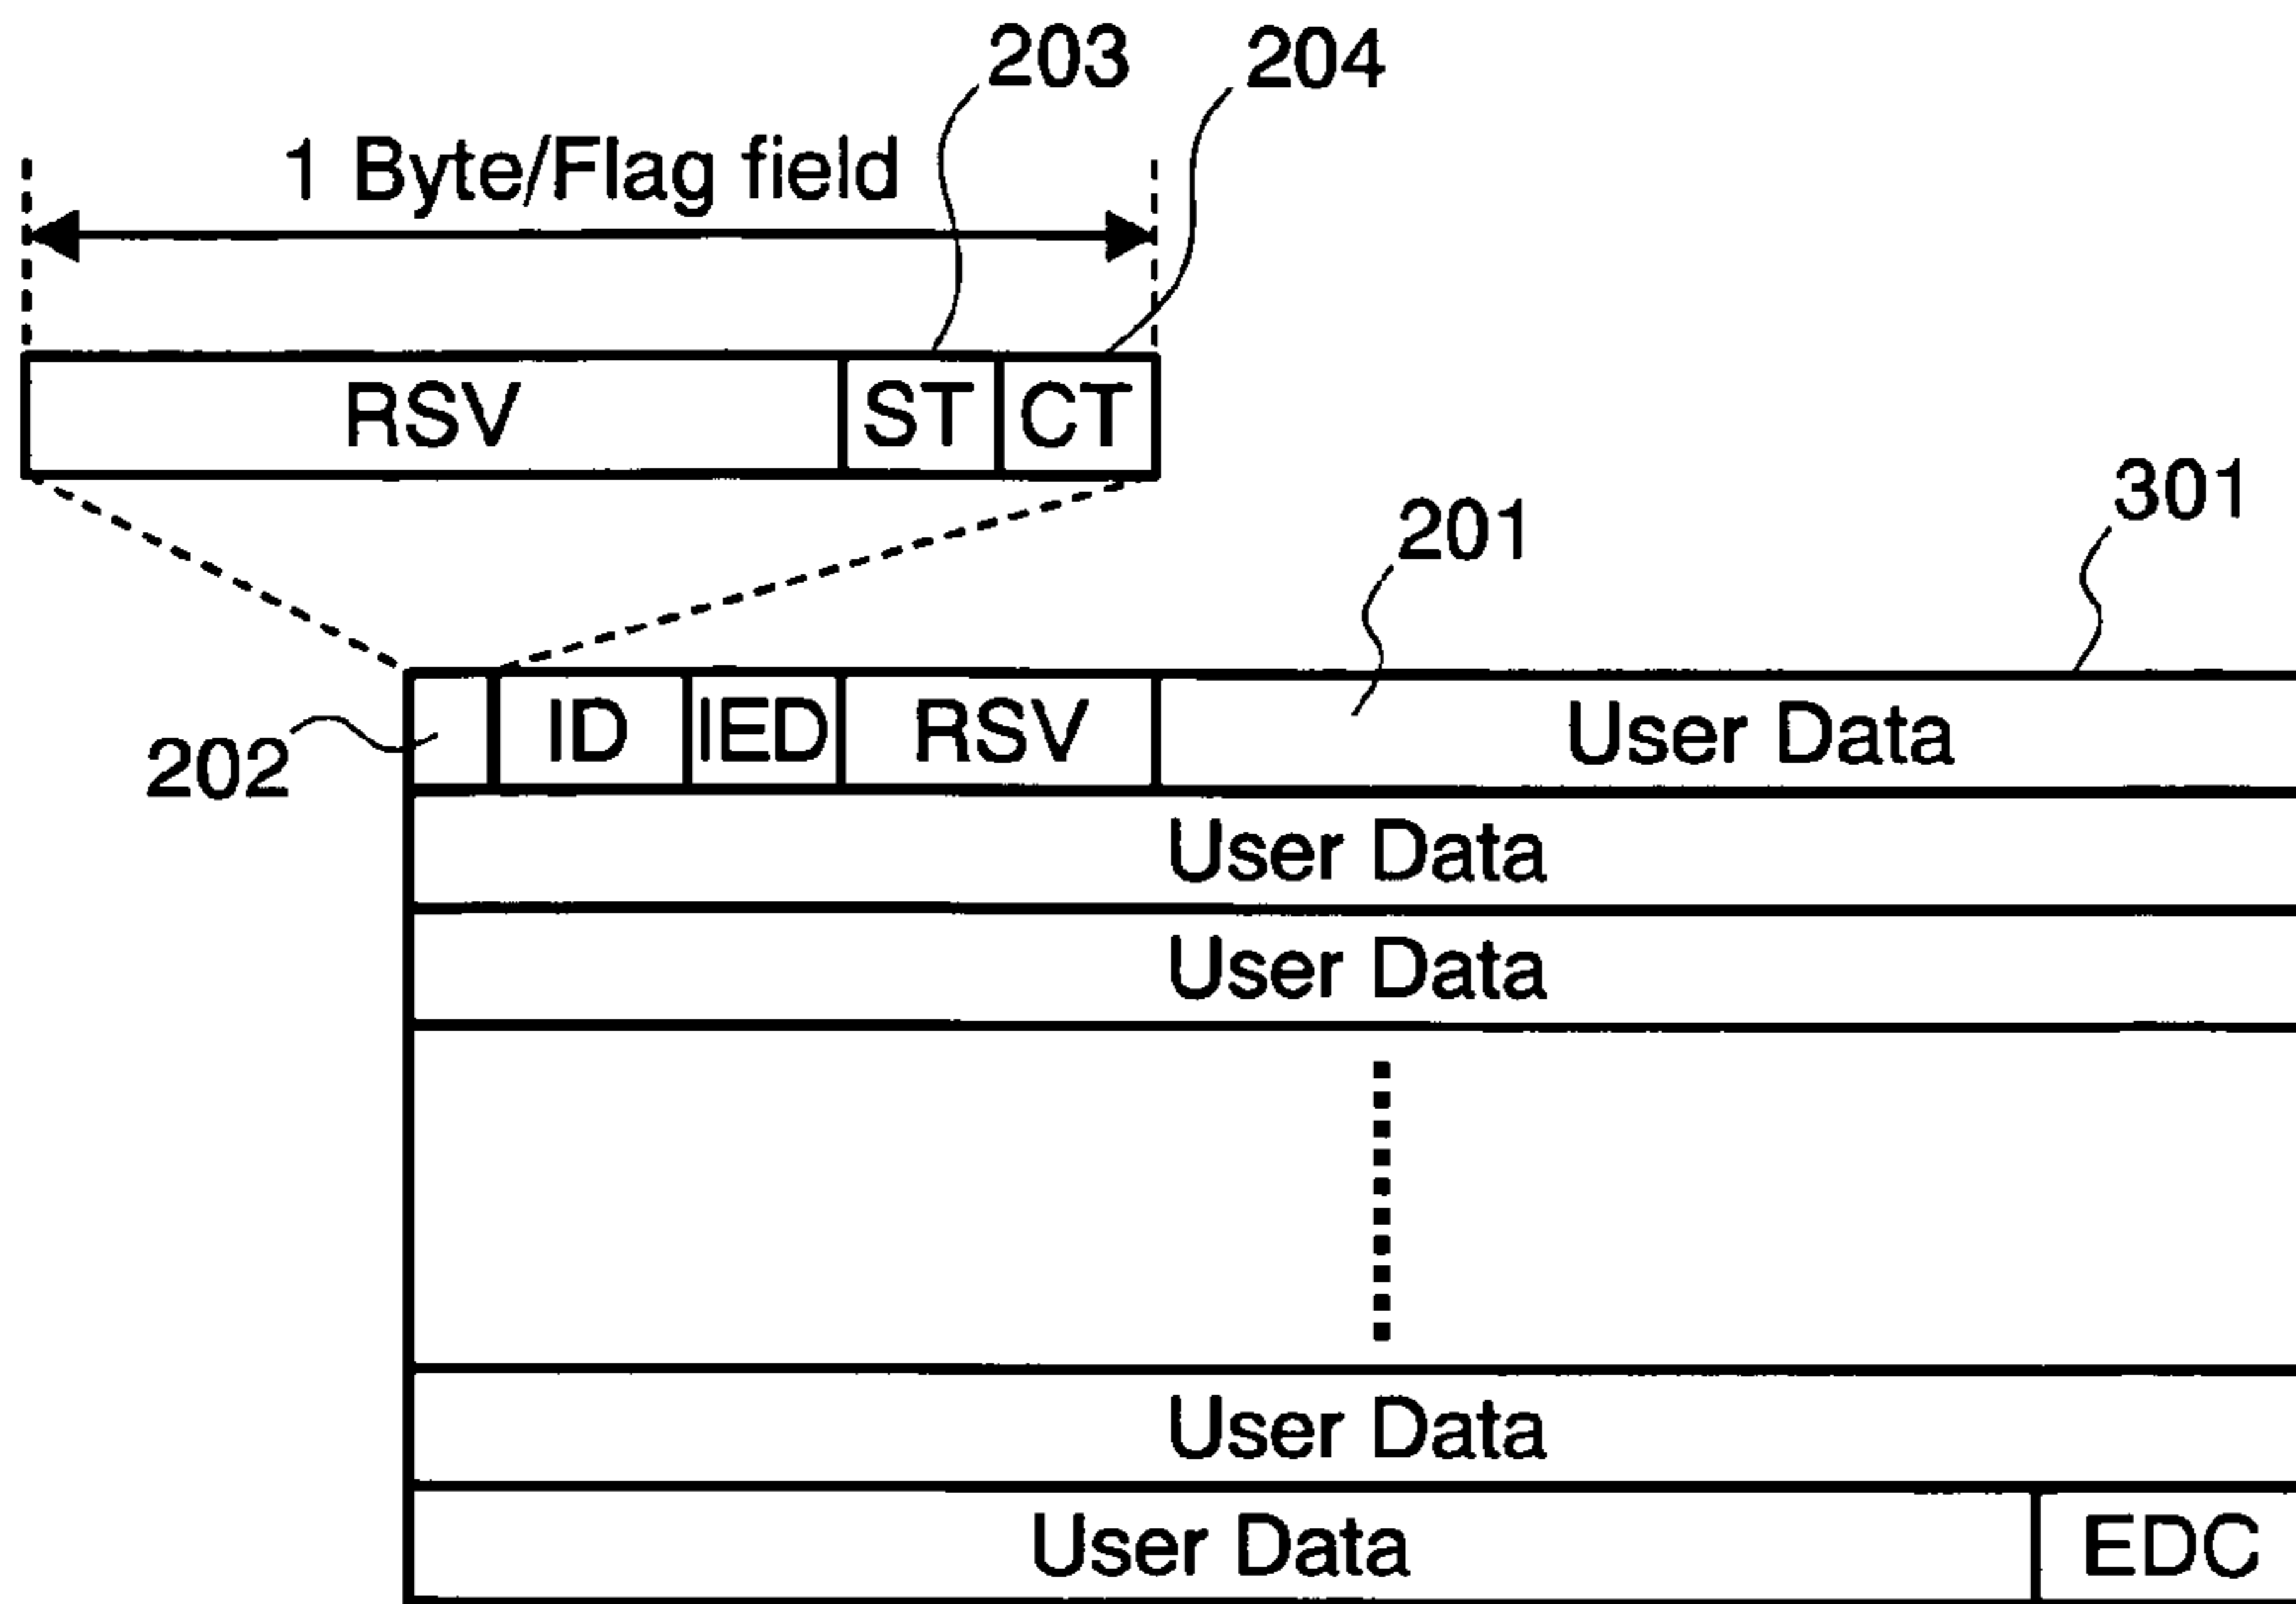 203 204
1 Byte/Flag field
RSV ST CT
301
201
ID IED RSV User Data
202
User Data
User Data
User Data
User Data EDC